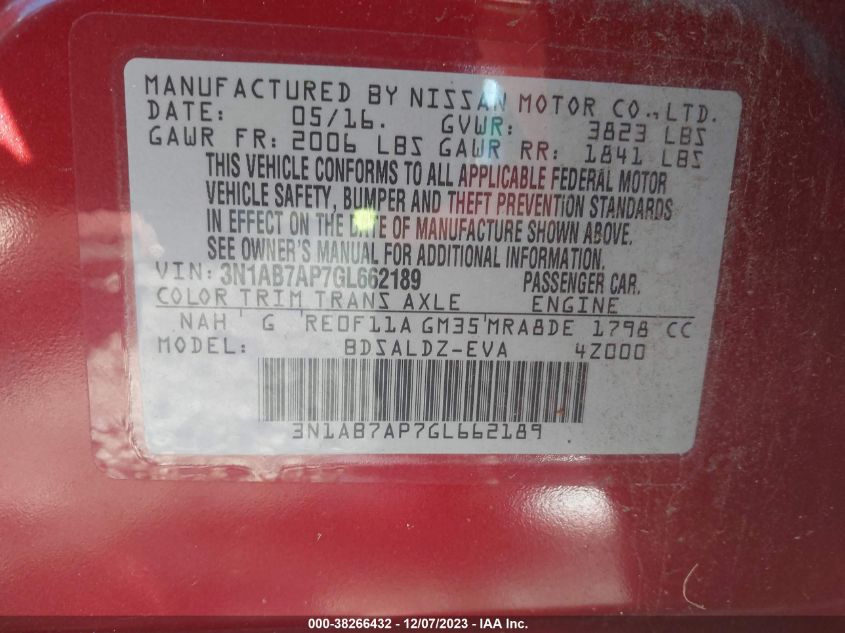 MANUFACTURED BY NISSAN MOTOR CO., LTD.
DATE: 05/16. GVWR: 3823 LBS
GAWR FR: 2006 LBS GAWR RR: 1841 LBS
THIS VEHICLE CONFORMS TO ALL APPLICABLE FEDERAL MOTOR
VEHICLE SAFETY, BUMPER AND THEFT PREVENTION STANDARDS
IN EFFECT ON THE DATE OF MANUFACTURE SHOWN ABOVE.
SEE OWNER'S MANUAL FOR ADDITIONAL INFORMATION.
VIN: 3N1AB7AP7GL662189 PASSENGER CAR.
COLOR TRIM TRANS AXLE ENGINE
NAH G RE0F11A GM35 MRA8DE 1798 CC
MODEL: BDSALDZ-EVA 4Z000
3N1AB7AP7GL662189
000-38266432 - 12/07/2023 - IAA Inc.